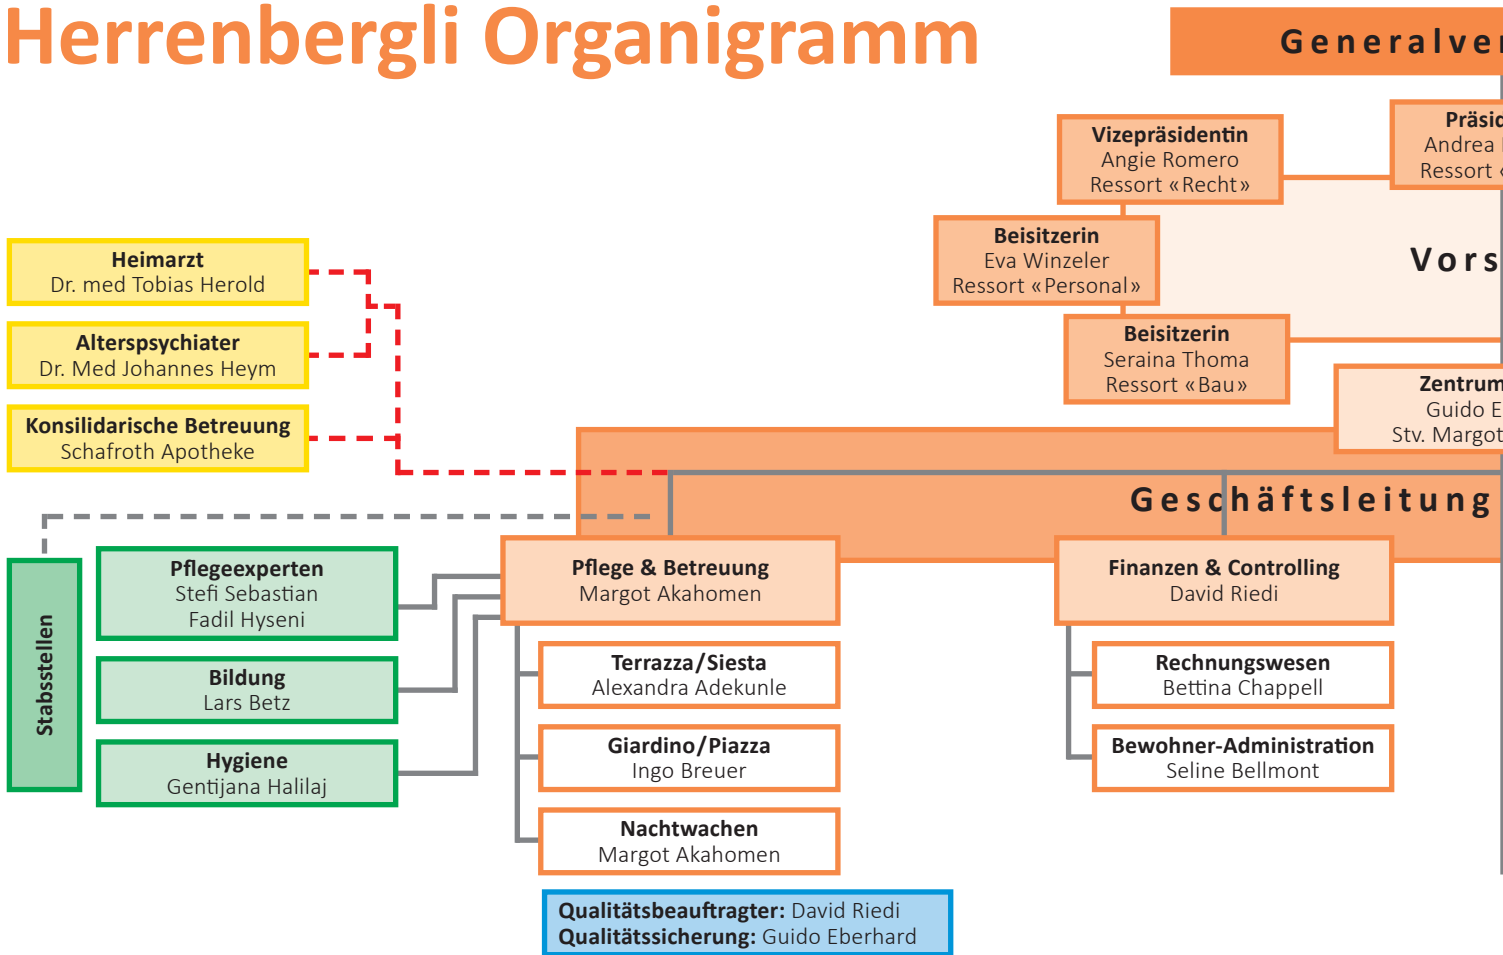 Herrenbergli Organigramm
Vizepräsidentin
Angie Romero
Ressort «Recht»
Andrea
Ressort
Beisitzerin
Eva Winzeler
Ressort «Personal»
Beisitzerin
Seraina Thoma
Ressort «Bau»
Guido
Stv. Margot
Heimarzt
Dr. med Tobias Herold
Alterspsychiater
Dr. Med Johannes Heym
Konsilidarische Betreuung
Schafroth Apotheke
Geschäftsleitung
Stabsstellen
Pflegeexperten
Stefi Sebastian
Fadil Hyseni
Bildung
Lars Betz
Hygiene
Gentijana Halilaj
Pflege & Betreuung
Margot Akahomen
Terrazza/Siesta
Alexandra Adekunle
Giardino/Piazza
Ingo Breuer
Nachtwachen
Margot Akahomen
Finanzen & Controlling
David Riedi
Rechnungswesen
Bettina Chappell
Bewohner-Administration
Seline Bellmont
Qualitätsbeauftragter: David Riedi
Qualitätssicherung: Guido Eberhard